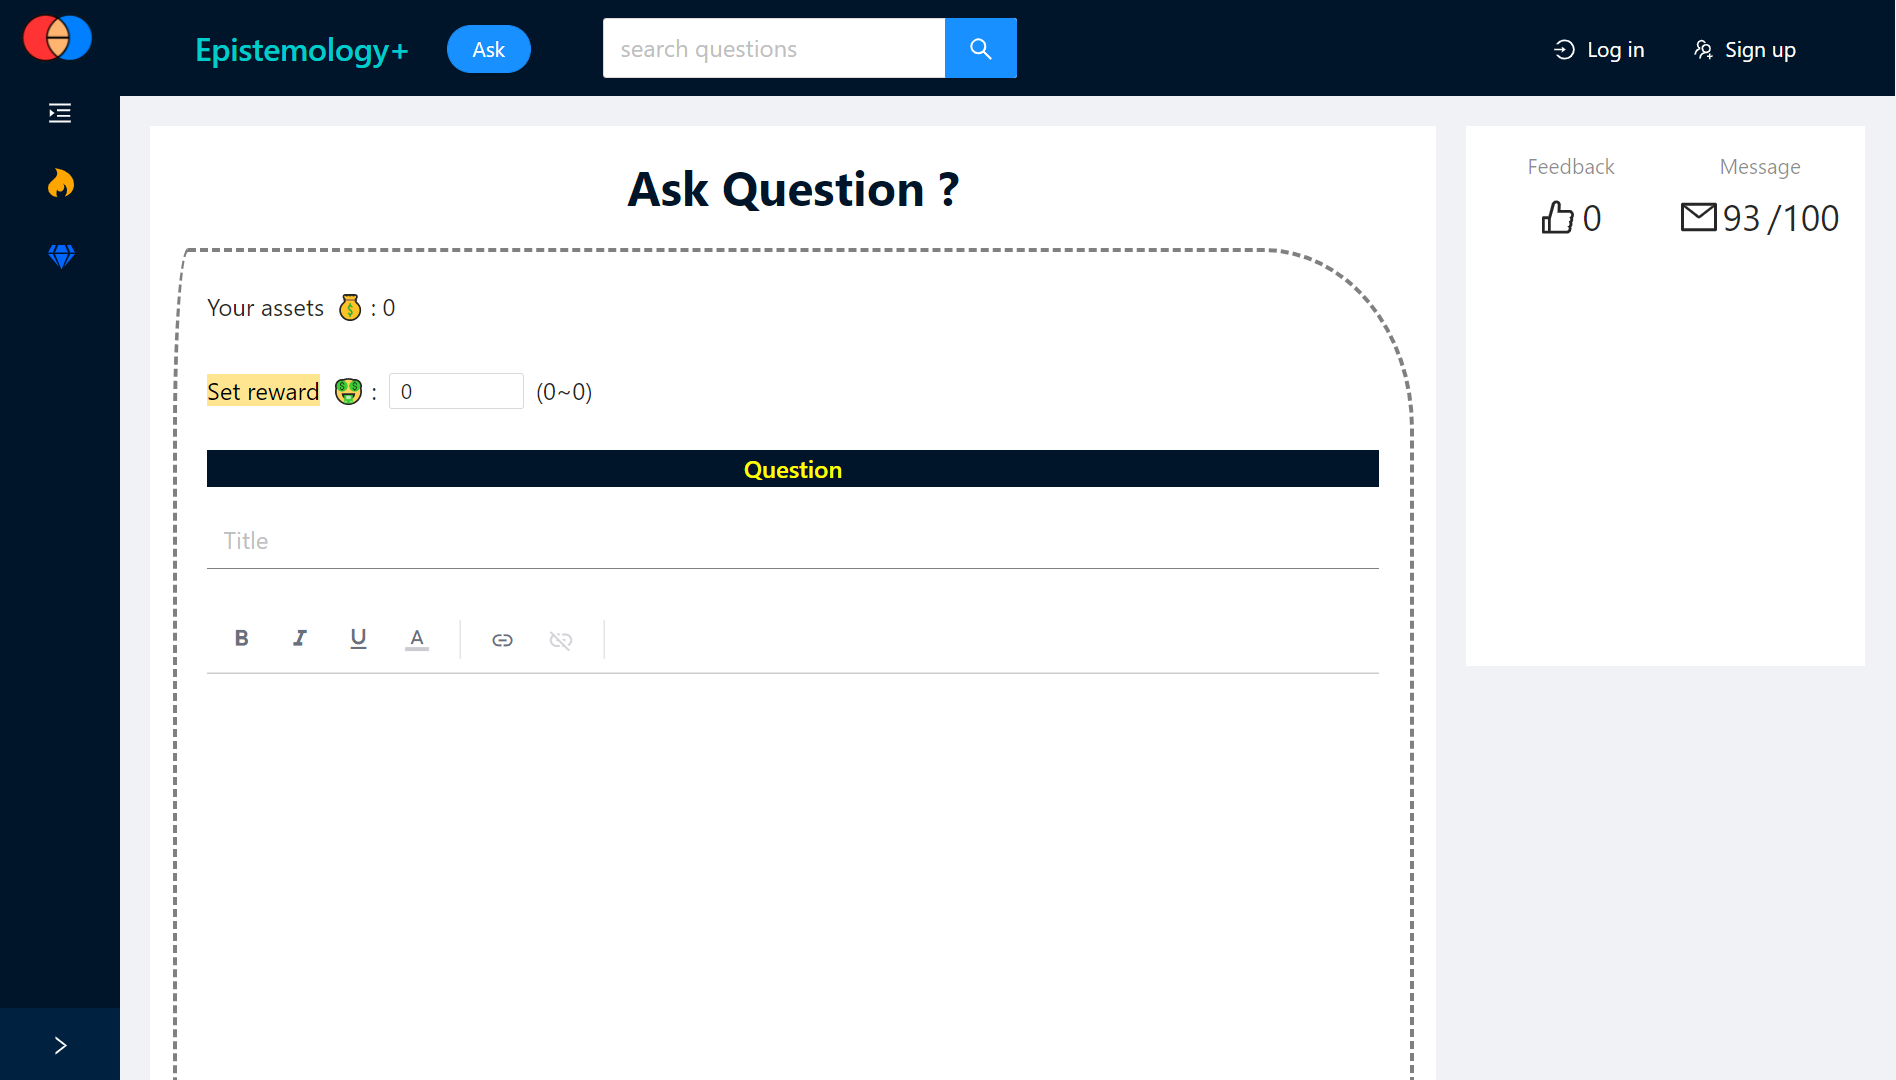 Epistemology+
Ask
search questions
Log in
Sign up
Ask Question ?
Your assets : 0
Set reward : 0 (0~0)
Question
Title
B I U A
Feedback
0
Message
93 /100